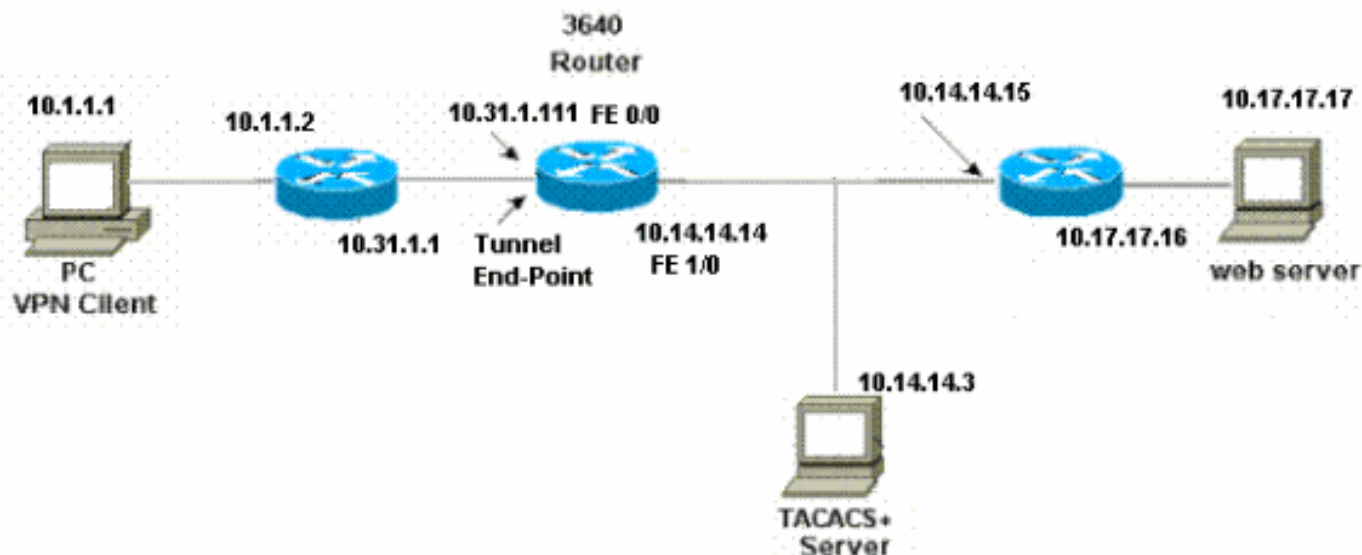 3640
Router
10.1.1.1
10.1.1.2
10.31.1.111 FE 0/0
10.14.14.15
10.17.17.17
10.31.1.1
Tunnel
End-Point
10.14.14.14
FE 1/0
10.17.17.16
PC
VPN Client
web server
10.14.14.3
TACACS+
Server